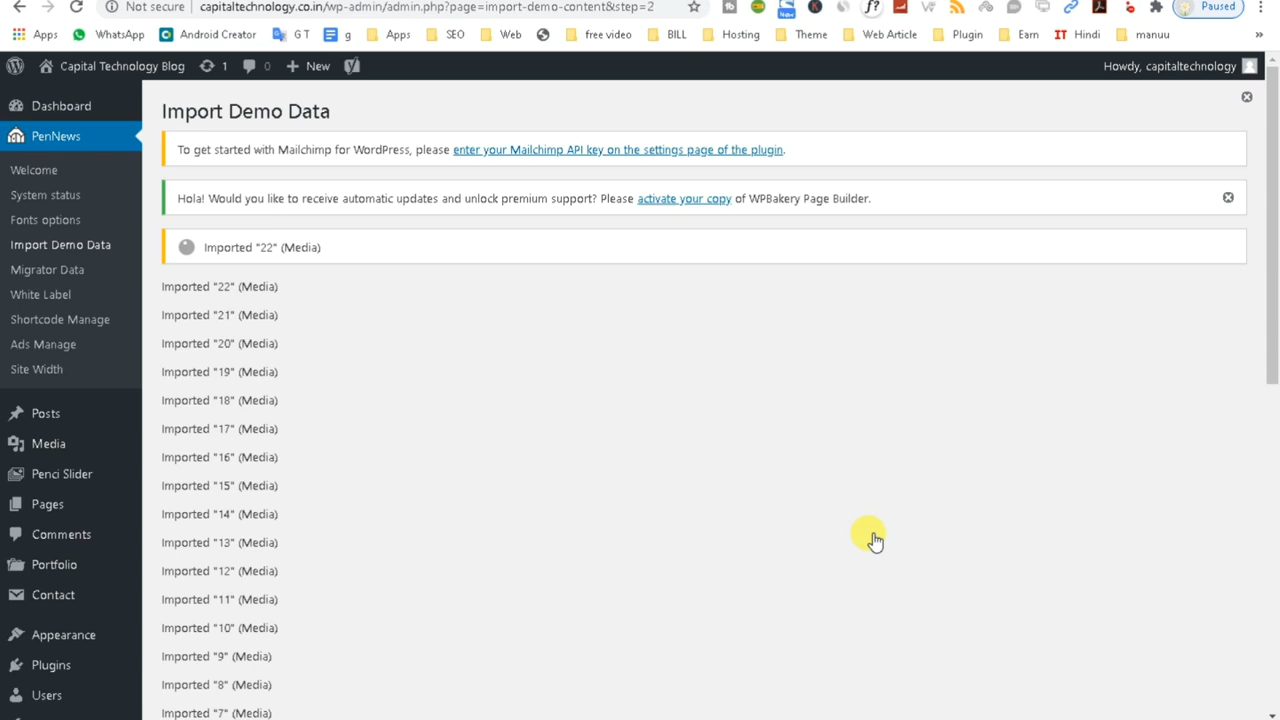 Not secure capitaltechnology.co.in/wp-admin/admin.php?page=import-demo-content&step=2 Paused
Apps WhatsApp Android Creator G T g Apps SEO Web free video BILL Hosting Theme Web Article Plugin Earn IT Hindi manuu »
Capital Technology Blog 1 0 New Howdy, capitaltechnology
Dashboard
PenNews
Welcome
System status
Fonts options
Import Demo Data
Migrator Data
White Label
Shortcode Manage
Ads Manage
Site Width
Posts
Media
Penci Slider
Pages
Comments
Portfolio
Contact
Appearance
Plugins
Users
Import Demo Data
To get started with Mailchimp for WordPress, please enter your Mailchimp API key on the settings page of the plugin.
Hola! Would you like to receive automatic updates and unlock premium support? Please activate your copy of WPBakery Page Builder.
Imported "22" (Media)
Imported "22" (Media)
Imported "21" (Media)
Imported "20" (Media)
Imported "19" (Media)
Imported "18" (Media)
Imported "17" (Media)
Imported "16" (Media)
Imported "15" (Media)
Imported "14" (Media)
Imported "13" (Media)
Imported "12" (Media)
Imported "11" (Media)
Imported "10" (Media)
Imported "9" (Media)
Imported "8" (Media)
Imported "7" (Media)